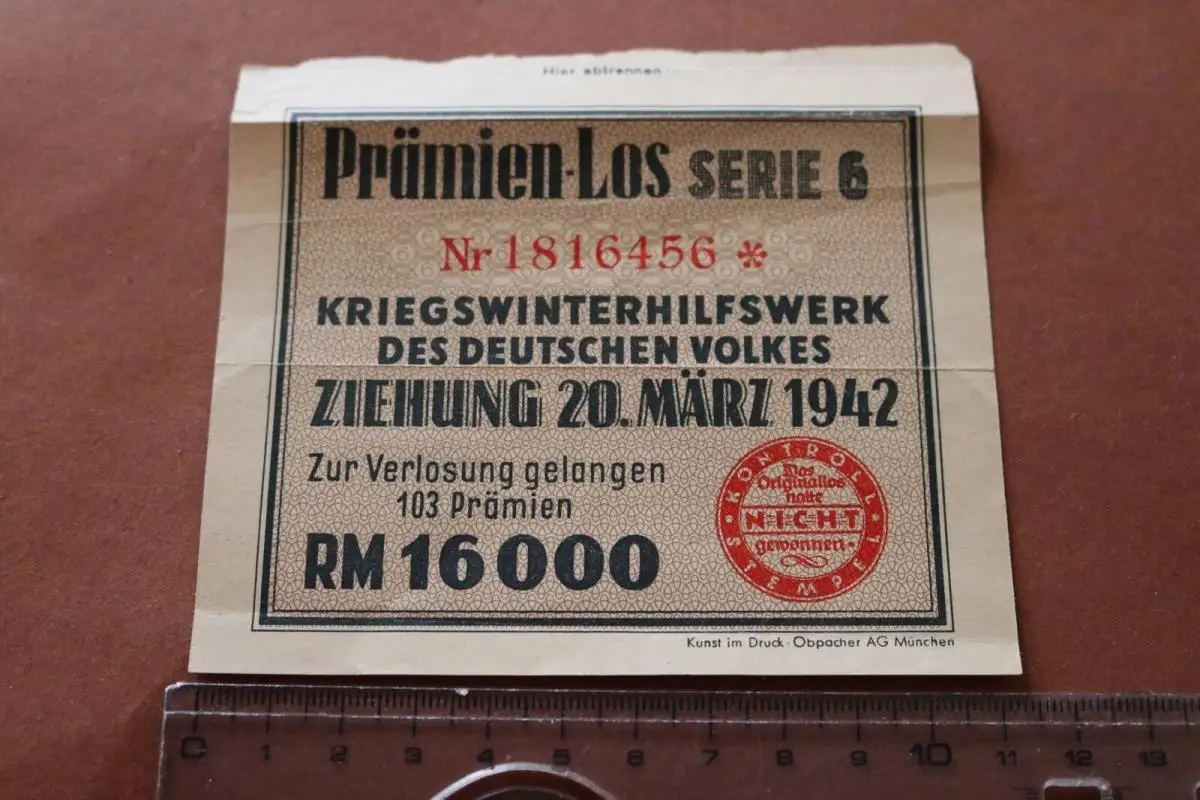 Hier abtrennen
Prämien-Los SERIE 6
Nr 1816456 *
KRIEGSWINTERHILFSWERK
DES DEUTSCHEN VOLKES
ZIEHUNG 20. MÄRZ 1942
Zur Verlosung gelangen
103 Prämien
RM 16000
KONTROLL
Das
Originallos
hatte
NICHT
gewonnen
STEMPEL
Kunst im Druck · Obpacher AG München
0 1 2 3 4 5 6 7 8 9 10 11 12 13